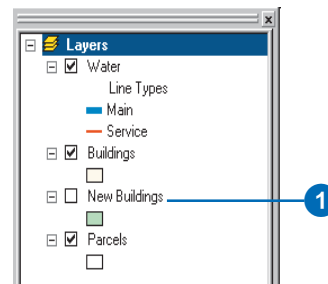 Layers
Water
Line Types
Main
Service
Buildings
New Buildings
1
Parcels